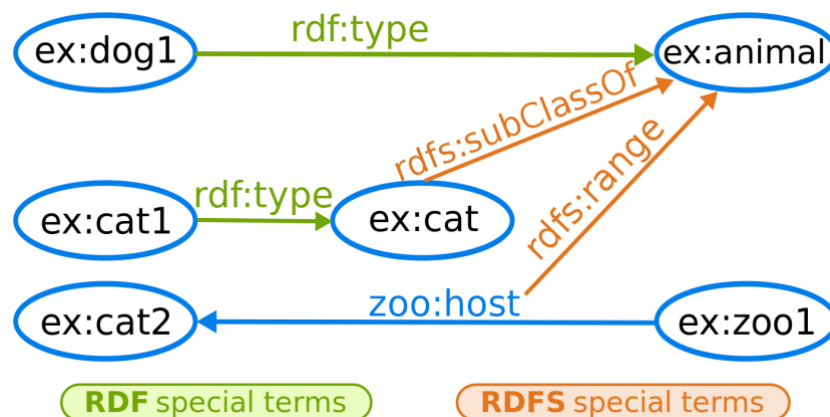 ex:dog1
rdf:type
ex:animal
rdfs:subClassOf
rdf:type
ex:cat1
ex:cat
rdfs:range
ex:cat2
zoo:host
ex:zoo1
RDF special terms
RDFS special terms